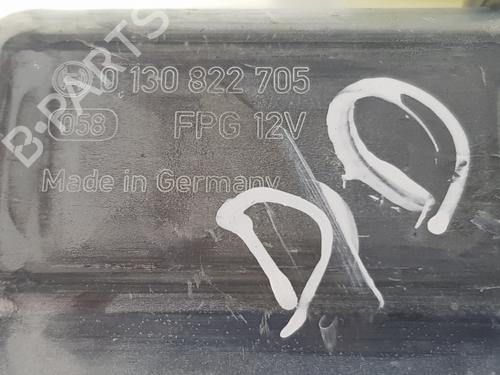 0 130 822 705
058 FPG 12V
Made in Germany
D D
B-PARTS